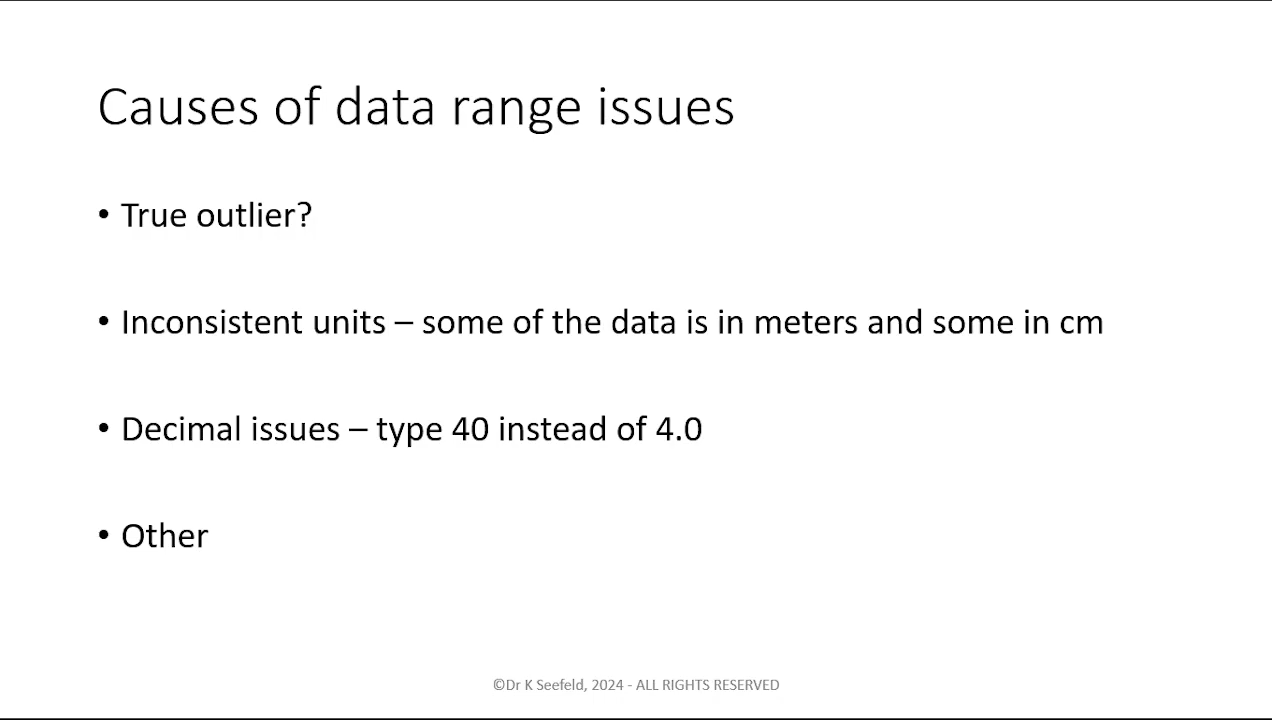 Causes of data range issues
• True outlier?
• Inconsistent units – some of the data is in meters and some in cm
• Decimal issues – type 40 instead of 4.0
• Other
©Dr K Seefeld, 2024 - ALL RIGHTS RESERVED